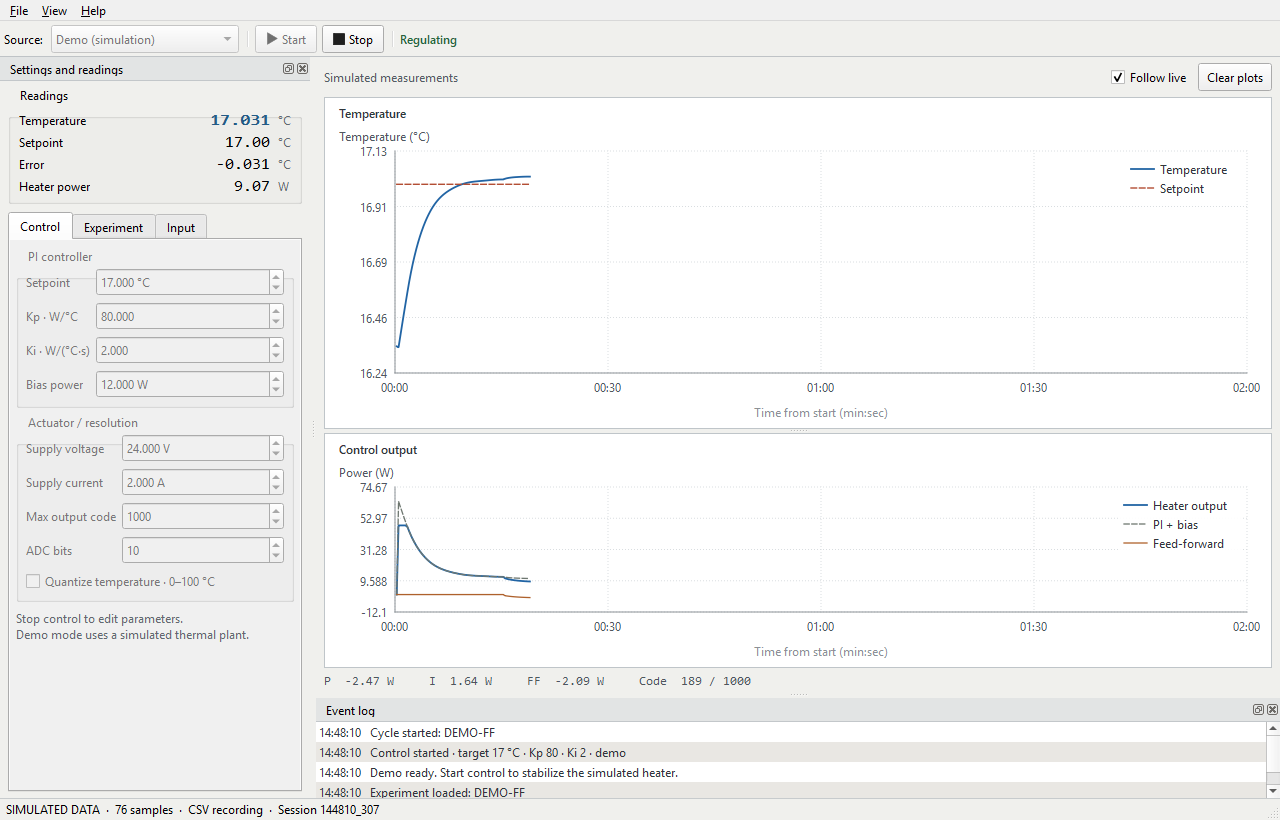 File View Help
Source: Demo (simulation) Start Stop Regulating
Settings and readings
Readings
Temperature 17.031 °C
Setpoint 17.00 °C
Error -0.031 °C
Heater power 9.07 W
Control Experiment Input
PI controller
Setpoint 17.000 °C
Kp · W/°C 80.000
Ki · W/(°C·s) 2.000
Bias power 12.000 W
Actuator / resolution
Supply voltage 24.000 V
Supply current 2.000 A
Max output code 1000
ADC bits 10
Quantize temperature · 0–100 °C
Stop control to edit parameters.
Demo mode uses a simulated thermal plant.
Simulated measurements Follow live Clear plots
Temperature
Temperature (°C)
17.13
16.91
16.69
16.46
16.24
00:00 00:30 01:00 01:30 02:00
Time from start (min:sec)
Temperature
Setpoint
Control output
Power (W)
74.67
52.97
31.28
9.588
-12.1
00:00 00:30 01:00 01:30 02:00
Time from start (min:sec)
Heater output
PI + bias
Feed-forward
P -2.47 W I 1.64 W FF -2.09 W Code 189 / 1000
Event log
14:48:10 Cycle started: DEMO-FF
14:48:10 Control started · target 17 °C · Kp 80 · Ki 2 · demo
14:48:10 Demo ready. Start control to stabilize the simulated heater.
14:48:10 Experiment loaded: DEMO-FF
SIMULATED DATA · 76 samples · CSV recording · Session 144810_307